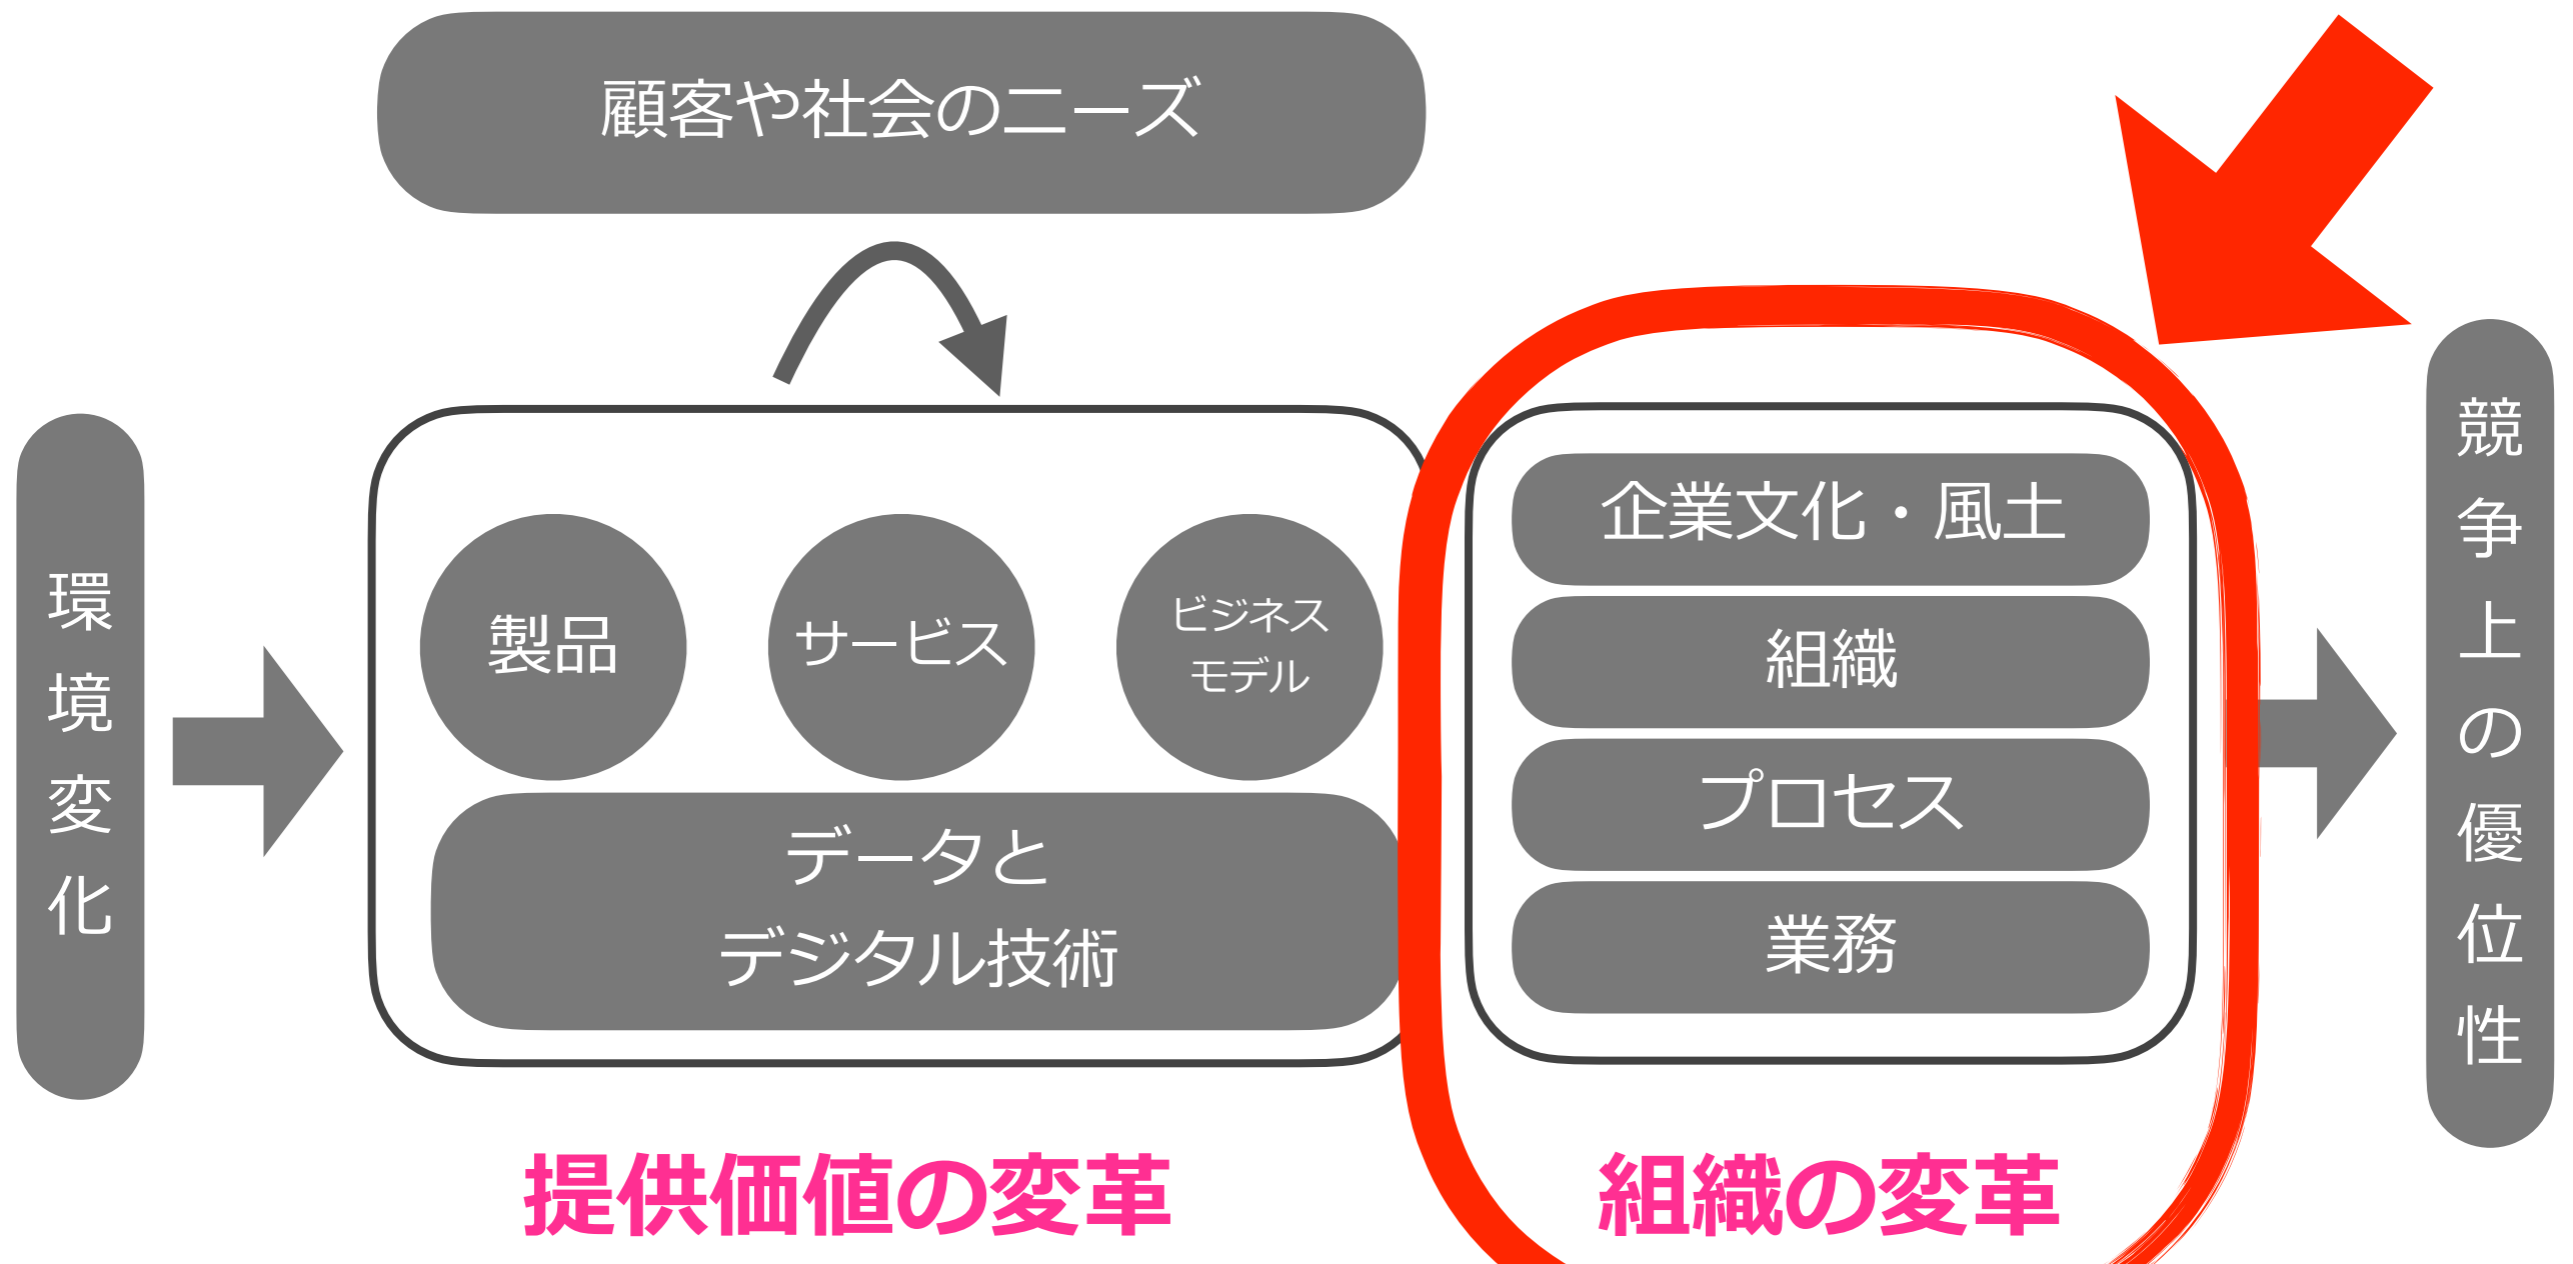 顧客や社会のニーズ
環境変化
製品
サービス
ビジネス
モデル
データと
デジタル技術
提供価値の変革
企業文化・風土
組織
プロセス
業務
組織の変革
競争上の優位性